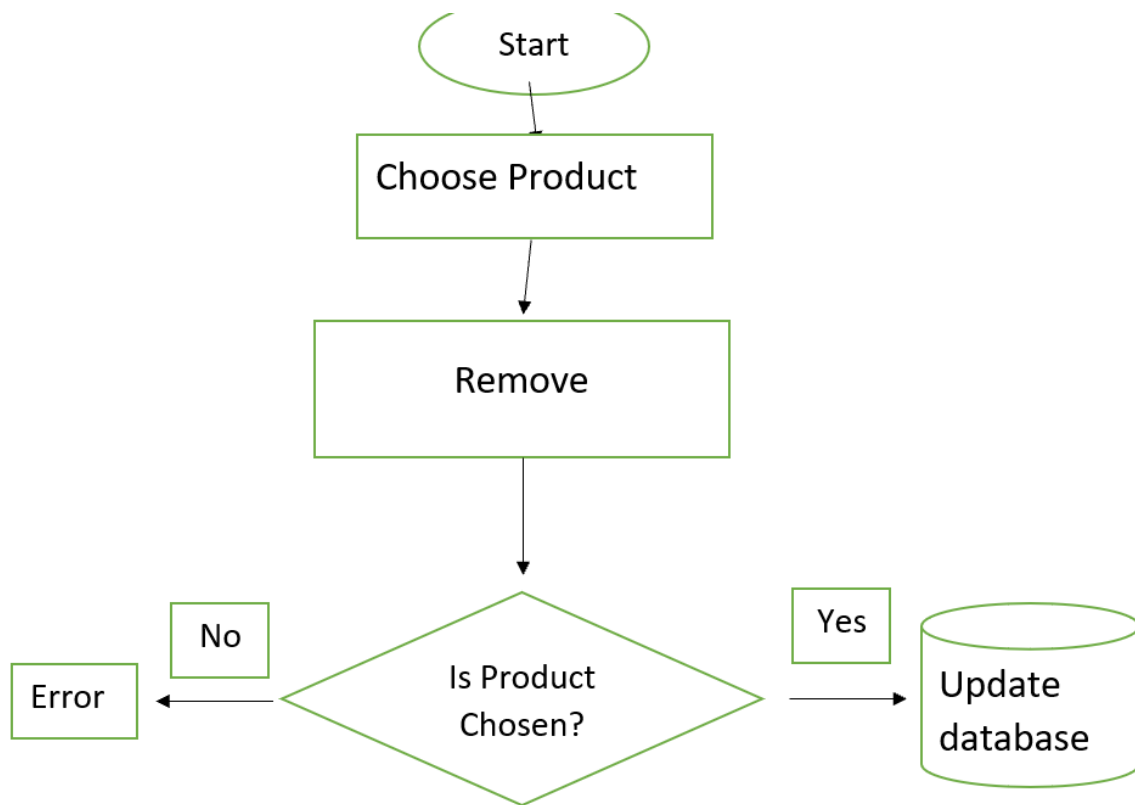 Start
Choose Product
Remove
No
Yes
Error
Is Product
Chosen?
Update
database